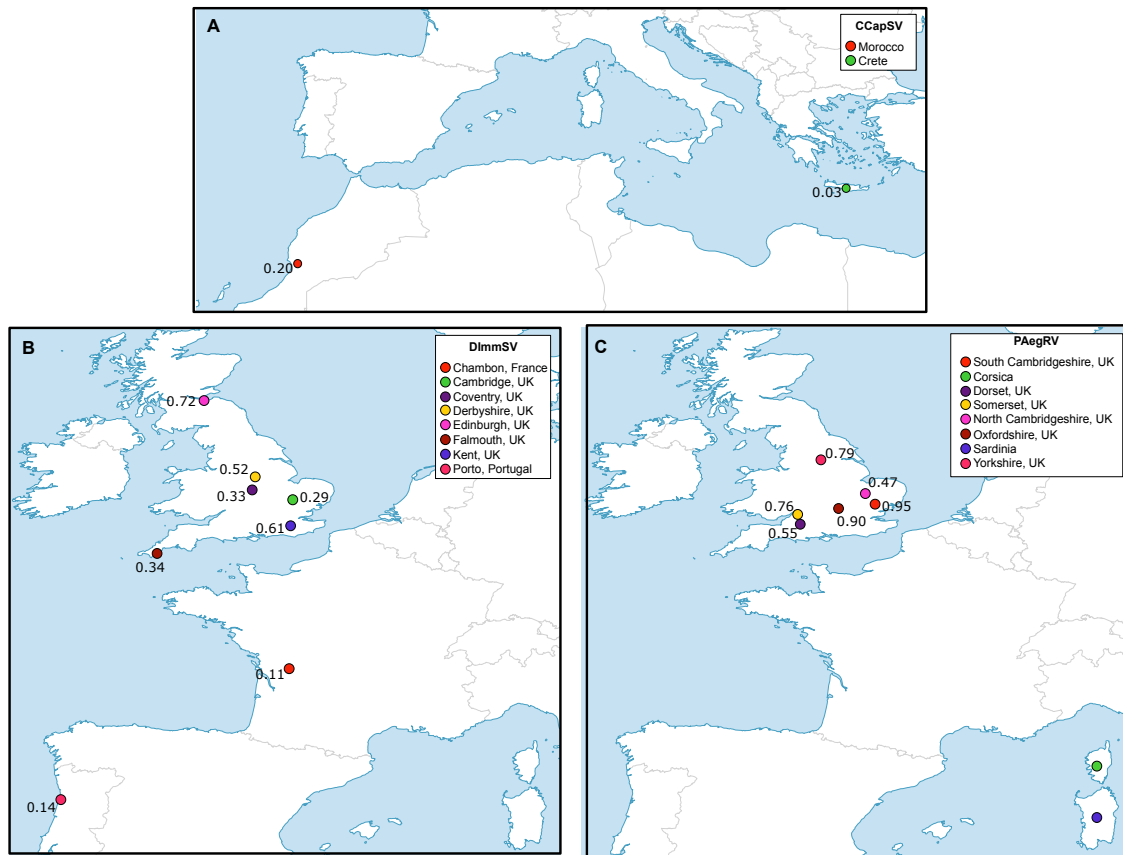 A
CCapSV
Morocco
Crete
0.03
0.20
B
DImmSV
Chambon, France
Cambridge, UK
Coventry, UK
Derbyshire, UK
Edinburgh, UK
Falmouth, UK
Kent, UK
Porto, Portugal
0.72
0.52
0.33
0.29
0.61
0.34
0.11
0.14
C
PAegRV
South Cambridgeshire, UK
Corsica
Dorset, UK
Somerset, UK
North Cambridgeshire, UK
Oxfordshire, UK
Sardinia
Yorkshire, UK
0.79
0.47
0.76
0.95
0.90
0.55